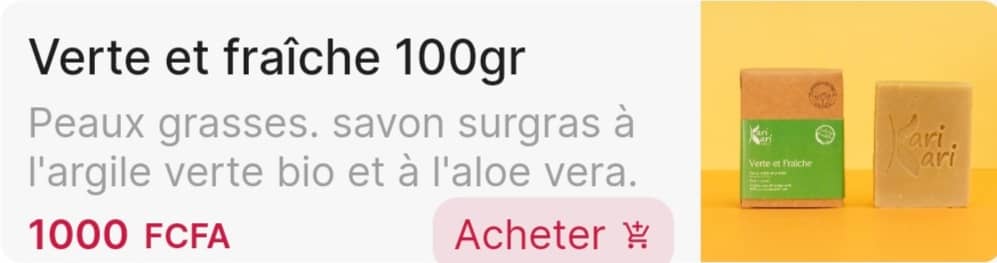 Verte et fraîche 100gr
Peaux grasses. savon surgras à
l'argile verte bio et à l'aloe vera.
1000 FCFA
Acheter
Kari
Kari
Verte et Fraîche
Kari
Kari